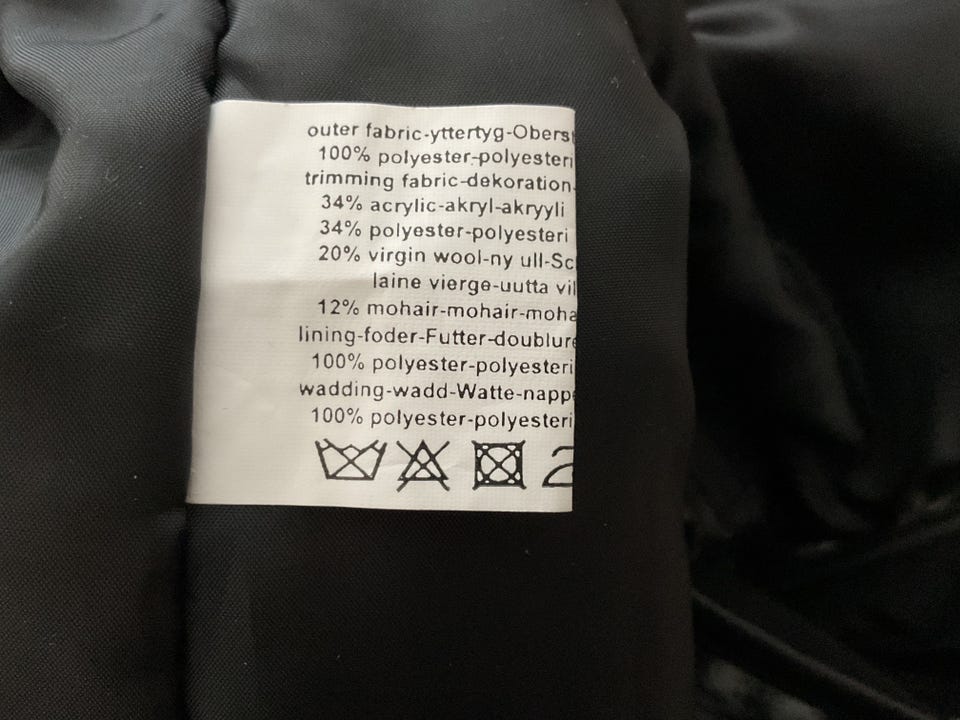 outer fabric-yttertyg-Oberst
100% polyester-polyesteri
trimming fabric-dekoration-
34% acrylic-akryl-akryyli
34% polyester-polyesteri
20% virgin wool-ny ull-Sc
laine vierge-uutta vil
12% mohair-mohair-moha
lining-foder-Futter-doublure
100% polyester-polyesteri
wadding-wadd-Watte-napp
100% polyester-polyesteri